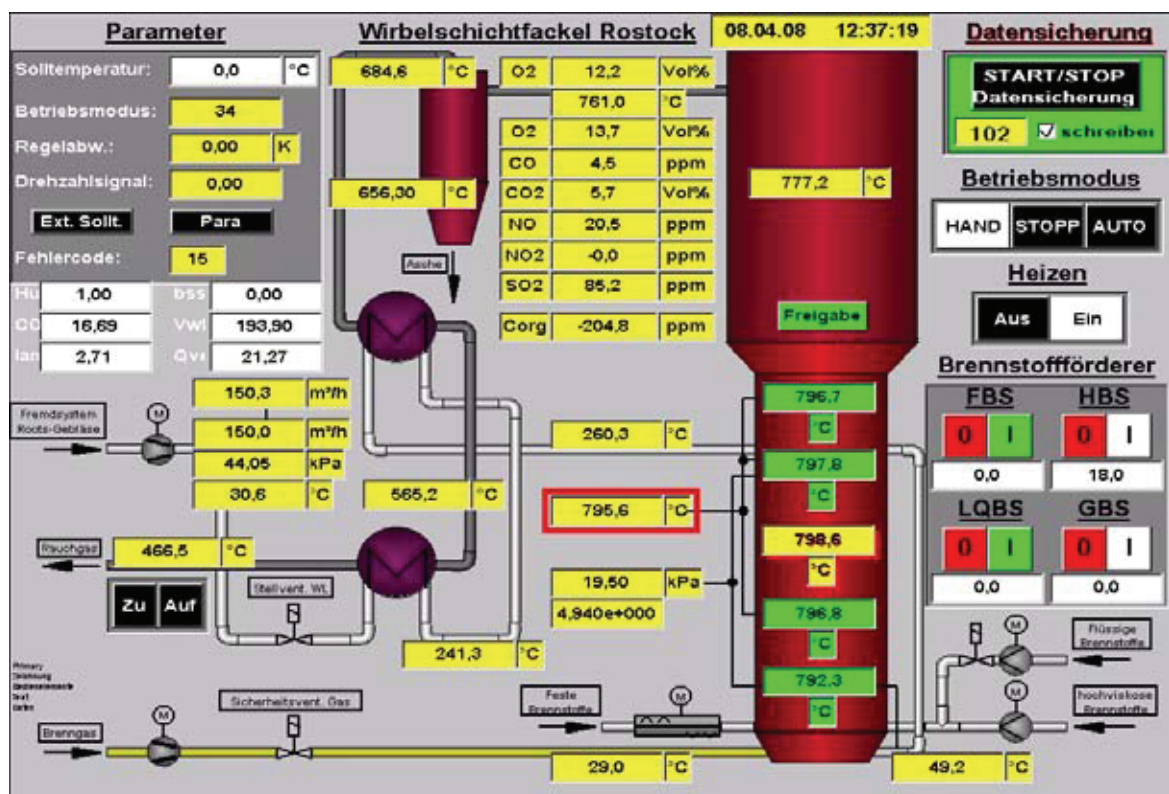 Parameter
Solltemperatur: 0,0 °C
Betriebsmodus: 34
Regelabw.: 0,00 K
Drehzahlsignal: 0,00
Ext. Sollt. Para
Fehlercode: 15
Hu 1,00 bss 0,00
CO 16,69 Vwl 193,90
lan 2,71 Qvs 21,27
Wirbelschichtfackel Rostock
08.04.08 12:37:19
684,6 °C
656,30 °C
Asche
O2 12,2 Vol%
761,0 °C
O2 13,7 Vol%
CO 4,5 ppm
CO2 5,7 Vol%
NO 20,5 ppm
NO2 -0,0 ppm
SO2 85,2 ppm
Corg -204,8 ppm
777,2 °C
Freigabe
Datensicherung
START/STOP
Datensicherung
102 schreiben
Betriebsmodus
HAND STOPP AUTO
Heizen
Aus Ein
Brennstoffförderer
FBS HBS
0 I 0 I
0,0 18,0
LQBS GBS
0 I 0 I
0,0 0,0
Fremdsystem
Roots-Gebläse
M
150,3 m³/h
150,0 m³/h
44,05 kPa
30,6 °C
565,2 °C
260,3 °C
795,6 °C
19,50 kPa
4,940e+000
796,7
°C
797,8
°C
798,6
°C
796,8
°C
792,3
°C
Rauchgas
466,5 °C
Zu Auf
Stellvent. WL
241,3 °C
Sicherheitsvent. Gas
Brenngas
M
Feste
Brennstoffe
M
29,0 °C
49,2 °C
M
Flüssige
Brennstoffe
M
hochviskose
Brennstoffe